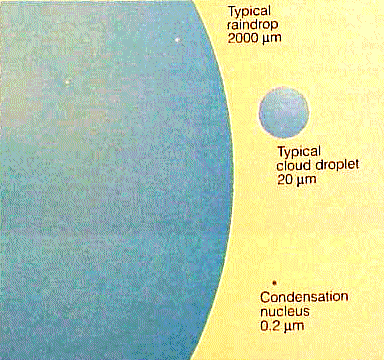 Typical
raindrop
2000 μm
Typical
cloud droplet
20 μm
Condensation
nucleus
0.2 μm